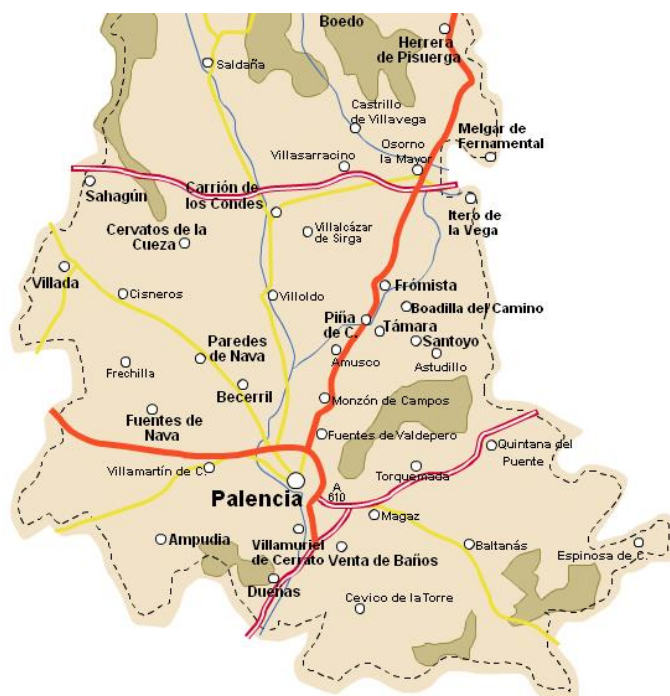 Boedo
Herrera
de Pisuerga
Saldaña
Castrillo
de Villavega
Melgar de
Fernamental
Osorno
la Mayor
Villasarracino
Sahagún
Carrión de
los Condes
Itero de
la Vega
Cervatos de la
Cueza
Villalcázar
de Sirga
Villada
Cisneros
Villoldo
Frómista
Boadilla del Camino
Piña
de C.
Támara
Santoyo
Paredes
de Nava
Amusco
Astudillo
Frechilla
Becerril
Monzón de Campos
Fuentes de
Nava
Fuentes de Valdepero
Quintana del
Puente
Villamartín de C.
Torquemada
Palencia
A
610
Magaz
Ampudia
Villamuriel
de Cerrato
Venta de Baños
Baltanás
Espinosa de C.
Dueñas
Cevico de la Torre